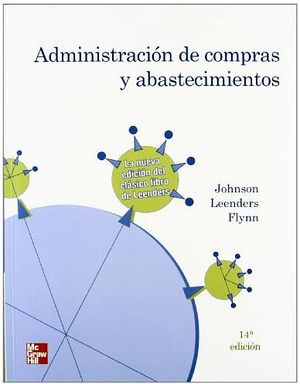 Administración de compras
y abastecimientos
La nueva
edición del
clásico libro
de Leenders
Johnson
Leenders
Flynn
Mc
Graw
Hill
14ª
edición